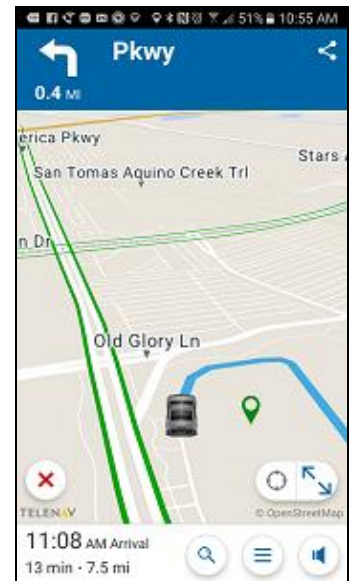 51% 10:55 AM
Pkwy
0.4 MI
erica Pkwy
Stars
San Tomas Aquino Creek Trl
n Dr
Old Glory Ln
TELENAV
© OpenStreetMap
11:08 AM Arrival
13 min · 7.5 mi